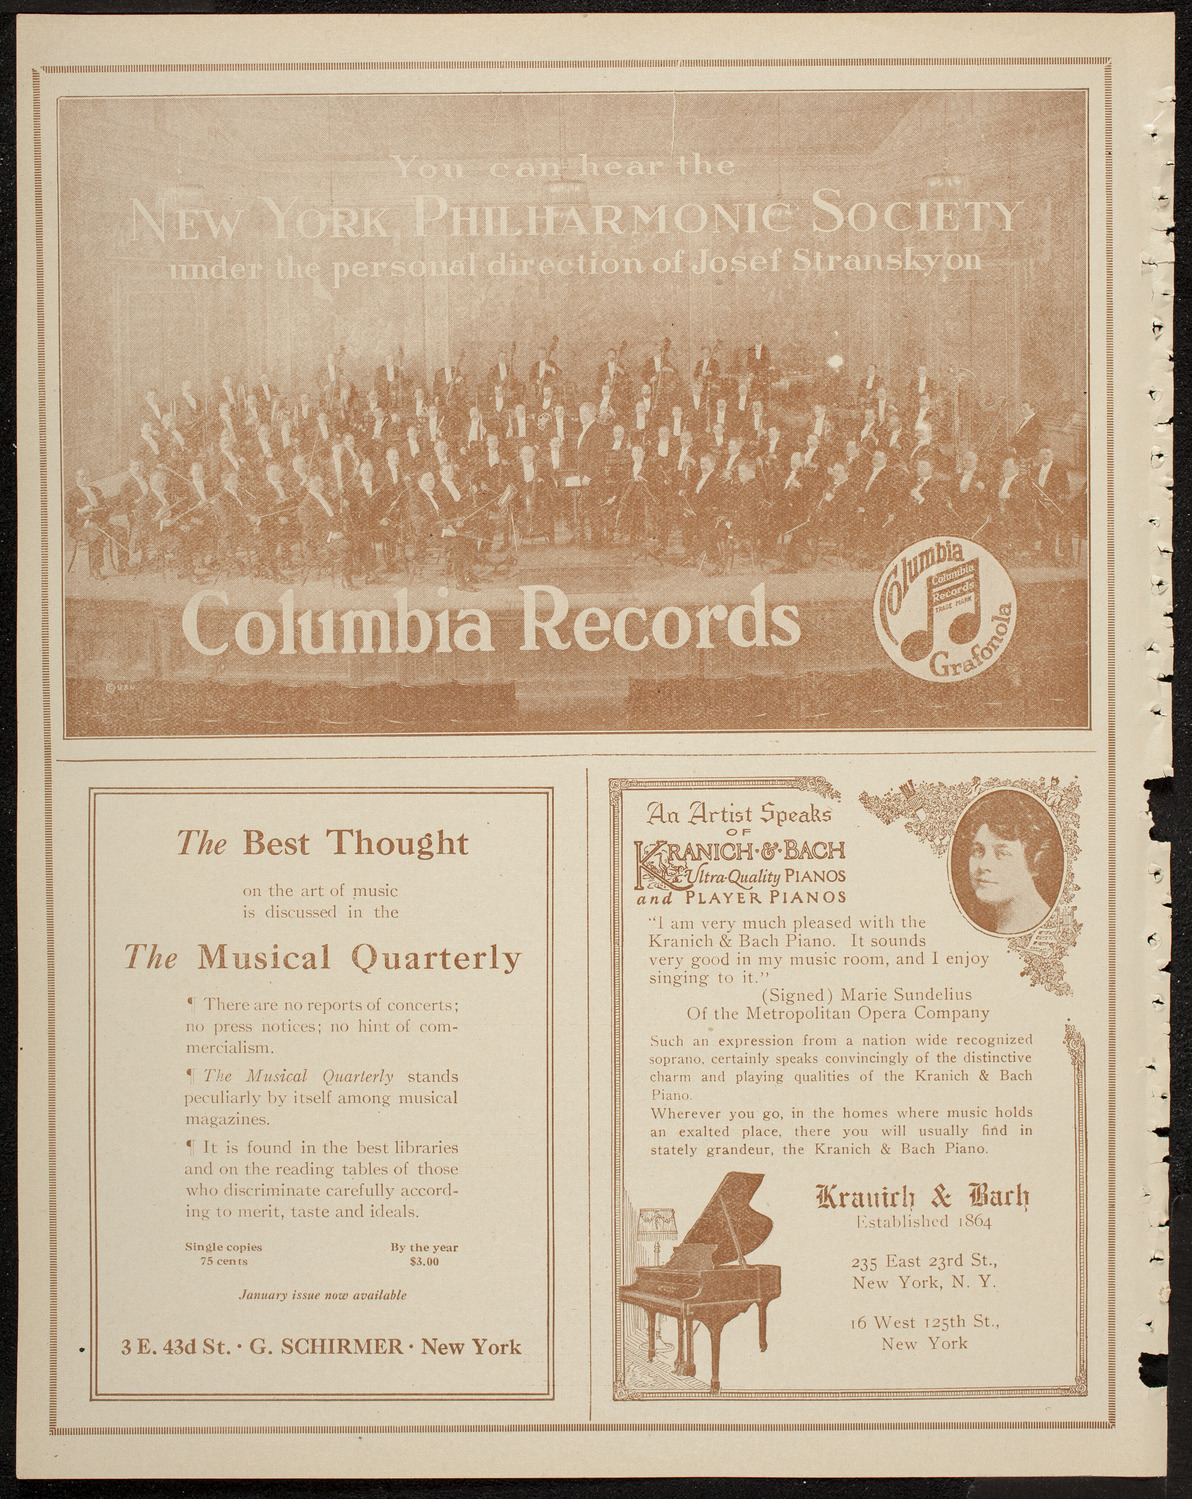 You can hear the
New York Philharmonic Society
under the personal direction of Josef Stransky on
Columbia Records
Columbia
Columbia
Records
TRADE MARK
Grafonola
The Best Thought
on the art of music
is discussed in the
The Musical Quarterly
¶ There are no reports of concerts;
no press notices; no hint of com-
mercialism.
¶ The Musical Quarterly stands
peculiarly by itself among musical
magazines.
¶ It is found in the best libraries
and on the reading tables of those
who discriminate carefully accord-
ing to merit, taste and ideals.
Single copies By the year
75 cents $3.00
January issue now available
3 E. 43d St. · G. SCHIRMER · New York
An Artist Speaks
OF
KRANICH·&·BACH
Ultra-Quality PIANOS
and PLAYER PIANOS
"I am very much pleased with the
Kranich & Bach Piano. It sounds
very good in my music room, and I enjoy
singing to it."
(Signed) Marie Sundelius
Of the Metropolitan Opera Company
Such an expression from a nation wide recognized
soprano, certainly speaks convincingly of the distinctive
charm and playing qualities of the Kranich & Bach
Piano.
Wherever you go, in the homes where music holds
an exalted place, there you will usually find in
stately grandeur, the Kranich & Bach Piano.
Kranich & Bach
Established 1864
235 East 23rd St.,
New York, N. Y.
16 West 125th St.,
New York